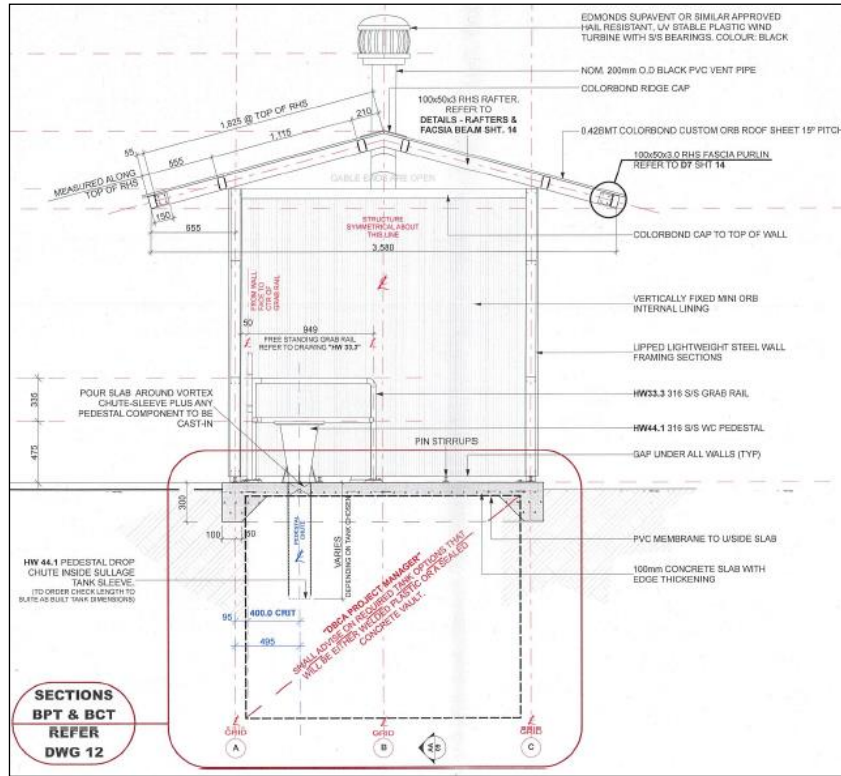 EDMONDS SUPAVENT OR SIMILAR APPROVED
HAIL RESISTANT, UV STABLE PLASTIC WIND
TURBINE WITH S/S BEARINGS. COLOUR: BLACK
NOM. 200mm O.D BLACK PVC VENT PIPE
COLORBOND RIDGE CAP
100x50x3 RHS RAFTER.
REFER TO
DETAILS - RAFTERS &
FACSIA BEAM SHT. 14
0.42BMT COLORBOND CUSTOM ORB ROOF SHEET 15° PITCH
100x50x3.0 RHS FASCIA PURLIN
REFER TO D7 SHT 14
1,825 @ TOP OF RHS
210
1,115
555
55
MEASURED ALONG
TOP OF RHS
150
655
GABLE ENDS ARE OPEN
STRUCTURE
SYMMETRICAL ABOUT
THIS LINE
3,580
COLORBOND CAP TO TOP OF WALL
FROM WALL
FACE TO
CTR OF
GRAB RAIL
50
949
FREE STANDING GRAB RAIL
REFER TO DRAWING "HW 33.3"
VERTICALLY FIXED MINI ORB
INTERNAL LINING
LIPPED LIGHTWEIGHT STEEL WALL
FRAMING SECTIONS
335
475
POUR SLAB AROUND VORTEX
CHUTE-SLEEVE PLUS ANY
PEDESTAL COMPONENT TO BE
CAST-IN
HW33.3 316 S/S GRAB RAIL
HW44.1 316 S/S WC PEDESTAL
PIN STIRRUPS
GAP UNDER ALL WALLS (TYP)
300
100
PEDESTAL
CHUTE
VARIES
DEPENDING OR TANK CHOSEN
PVC MEMBRANE TO U/SIDE SLAB
100mm CONCRETE SLAB WITH
EDGE THICKENING
HW 44.1 PEDESTAL DROP
CHUTE INSIDE SULLAGE
TANK SLEEVE.
(TO ORDER CHECK LENGTH TO
SUITE AS BUILT TANK DIMENSIONS)
"DBCA PROJECT MANAGER"
SHALL ADVISE ON REQUIRED TANK OPTIONS THAT
WILL BE EITHER WELDED PLASTIC OR A SEALED
CONCRETE VAULT.
95
400.0 CRIT
495
SECTIONS
BPT & BCT
REFER
DWG 12
GRID
A
B
GRID
C